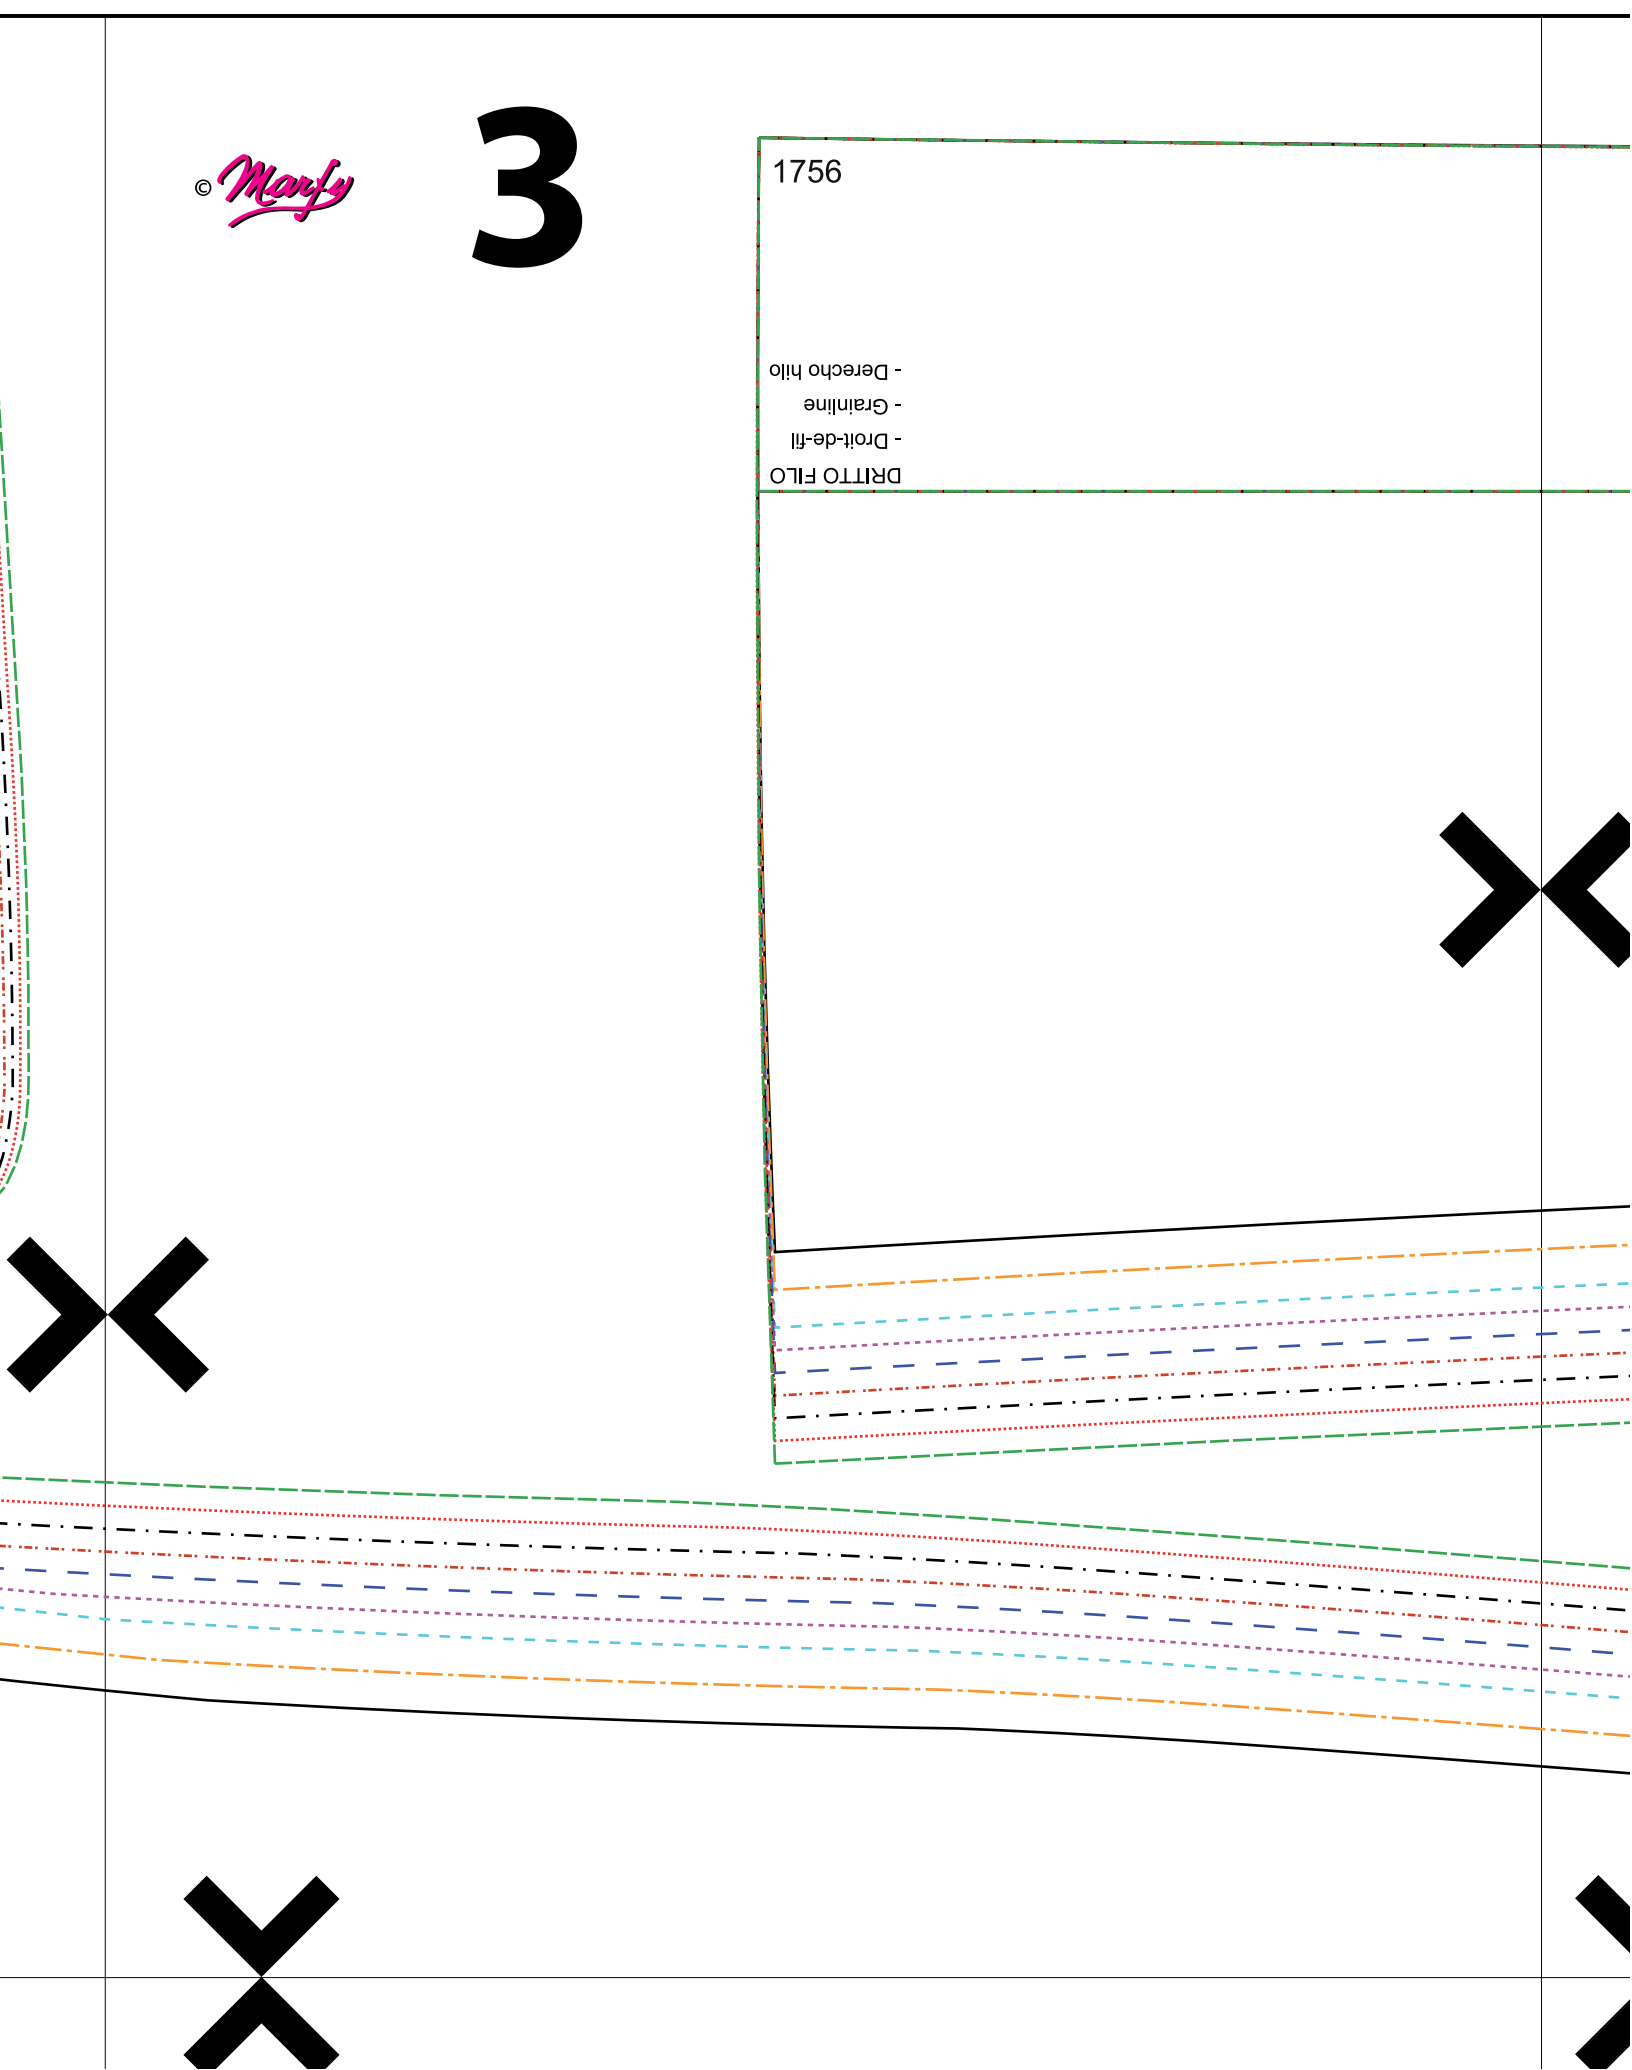 © Marfy
3
1756
DRITTO FILO
- Droit-de-fil
- Grainline
- Derecho hilo